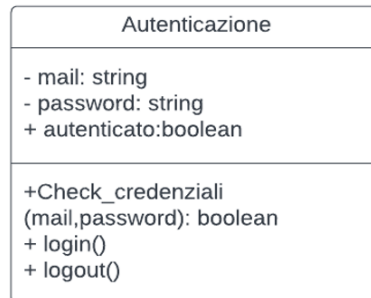 Autenticazione
- mail: string
- password: string
+ autenticato:boolean
+Check_credenziali
(mail,password): boolean
+ login()
+ logout()